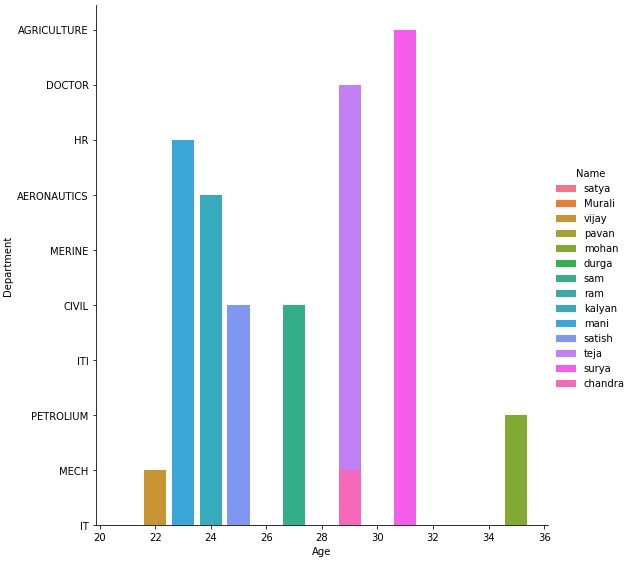 AGRICULTURE
DOCTOR
HR
AERONAUTICS
MERINE
CIVIL
ITI
PETROLIUM
MECH
IT
Department
20 22 24 26 28 30 32 34 36
Age
Name
satya
Murali
vijay
pavan
mohan
durga
sam
ram
kalyan
mani
satish
teja
surya
chandra